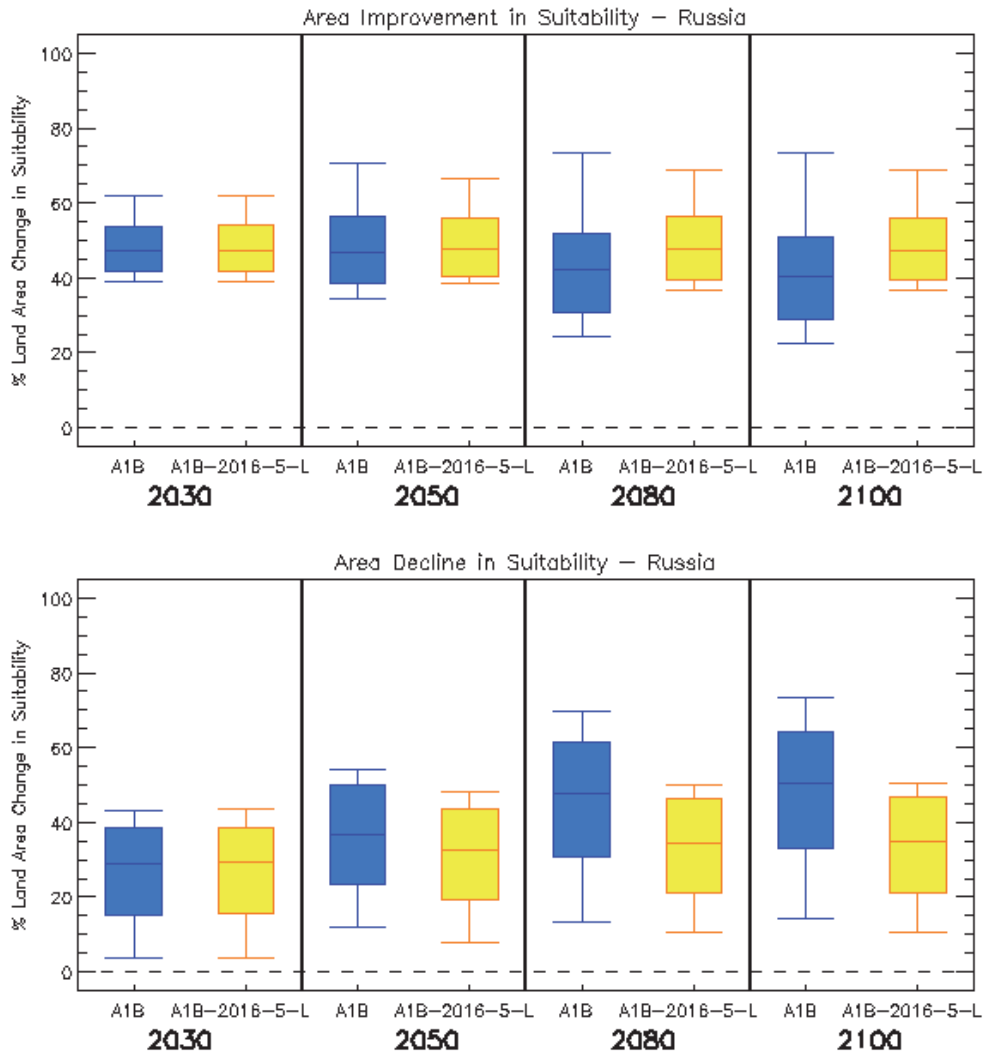 Area Improvement in Suitability – Russia
% Land Area Change in Suitability
100
80
60
40
20
0
A1B A1B–2016–5–L A1B A1B–2016–5–L A1B A1B–2016–5–L A1B A1B–2016–5–L
2030 2050 2080 2100
Area Decline in Suitability – Russia
% Land Area Change in Suitability
100
80
60
40
20
0
A1B A1B–2016–5–L A1B A1B–2016–5–L A1B A1B–2016–5–L A1B A1B–2016–5–L
2030 2050 2080 2100